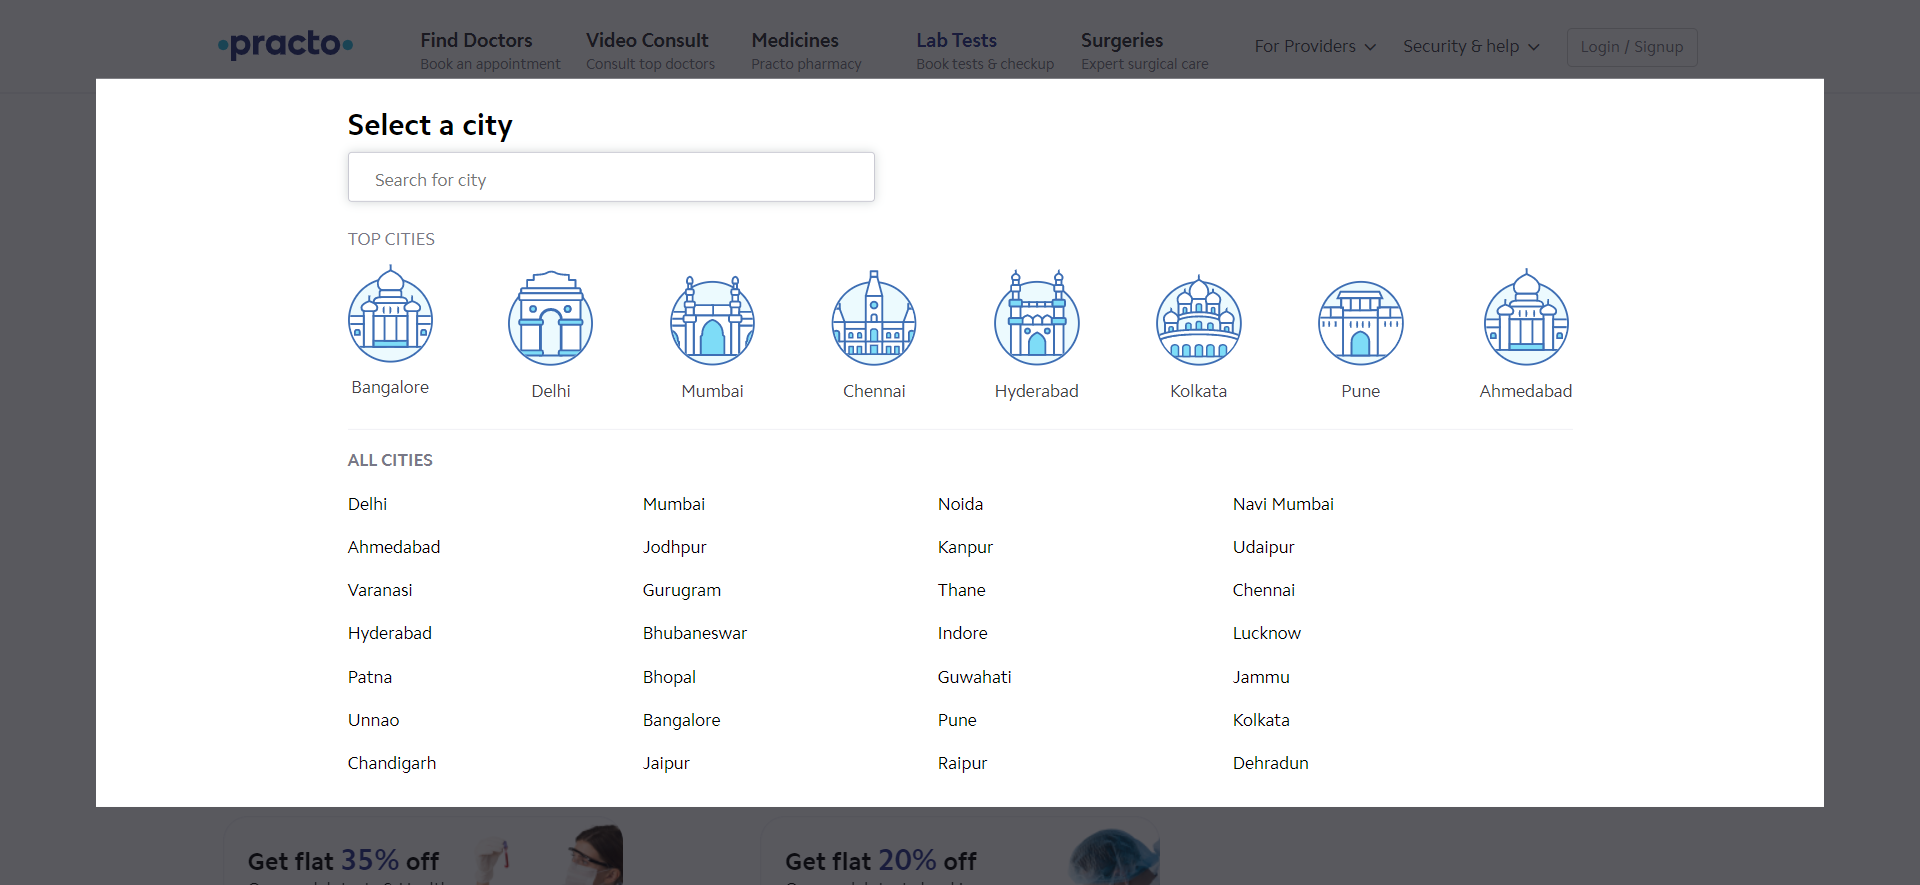 practo
Find Doctors
Book an appointment
Video Consult
Consult top doctors
Medicines
Practo pharmacy
Lab Tests
Book tests & checkup
Surgeries
Expert surgical care
For Providers
Security & help
Login / Signup
Select a city
Search for city
TOP CITIES
Bangalore
Delhi
Mumbai
Chennai
Hyderabad
Kolkata
Pune
Ahmedabad
ALL CITIES
Delhi Mumbai Noida Navi Mumbai
Ahmedabad Jodhpur Kanpur Udaipur
Varanasi Gurugram Thane Chennai
Hyderabad Bhubaneswar Indore Lucknow
Patna Bhopal Guwahati Jammu
Unnao Bangalore Pune Kolkata
Chandigarh Jaipur Raipur Dehradun
Get flat 35% off
Get flat 20% off